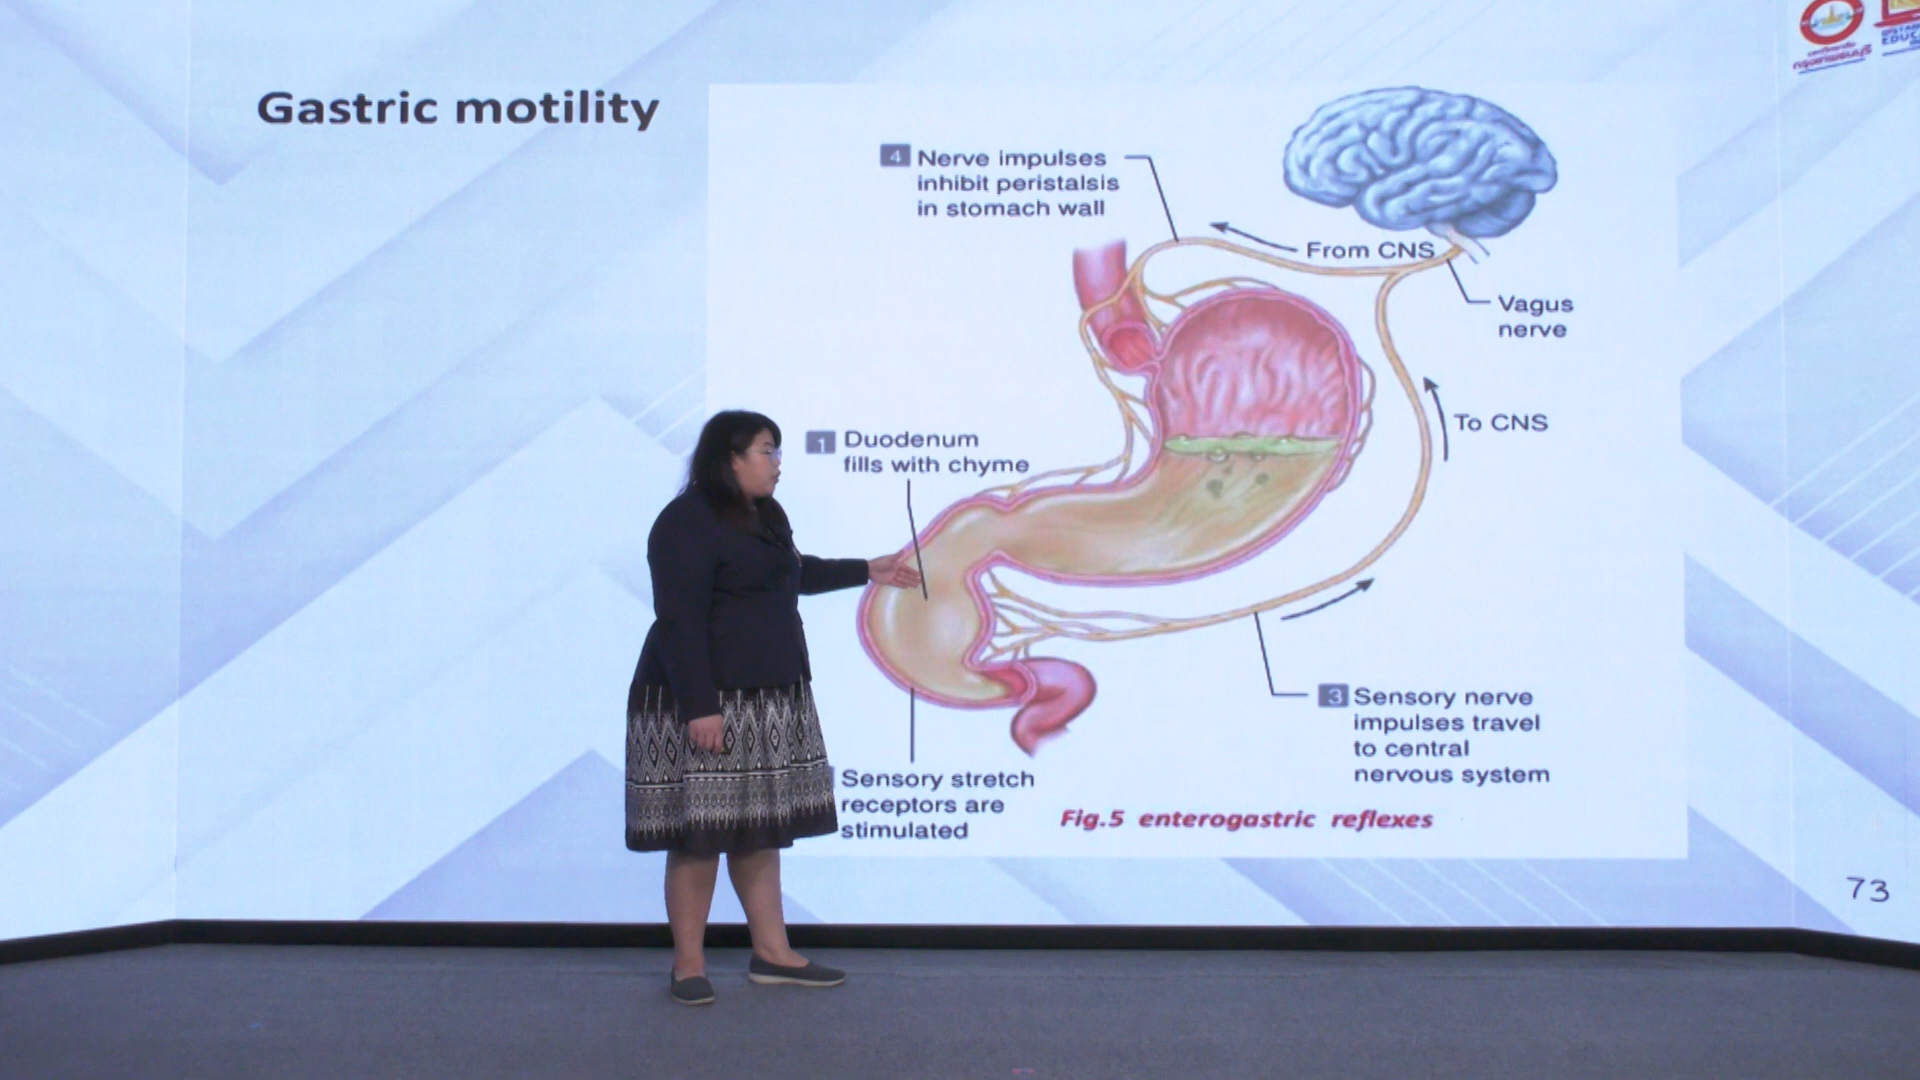 Gastric motility
4 Nerve impulses
inhibit peristalsis
in stomach wall
From CNS
Vagus
nerve
To CNS
1 Duodenum
fills with chyme
3 Sensory nerve
impulses travel
to central
nervous system
Sensory stretch
receptors are
stimulated
Fig.5 enterogastric reflexes
73